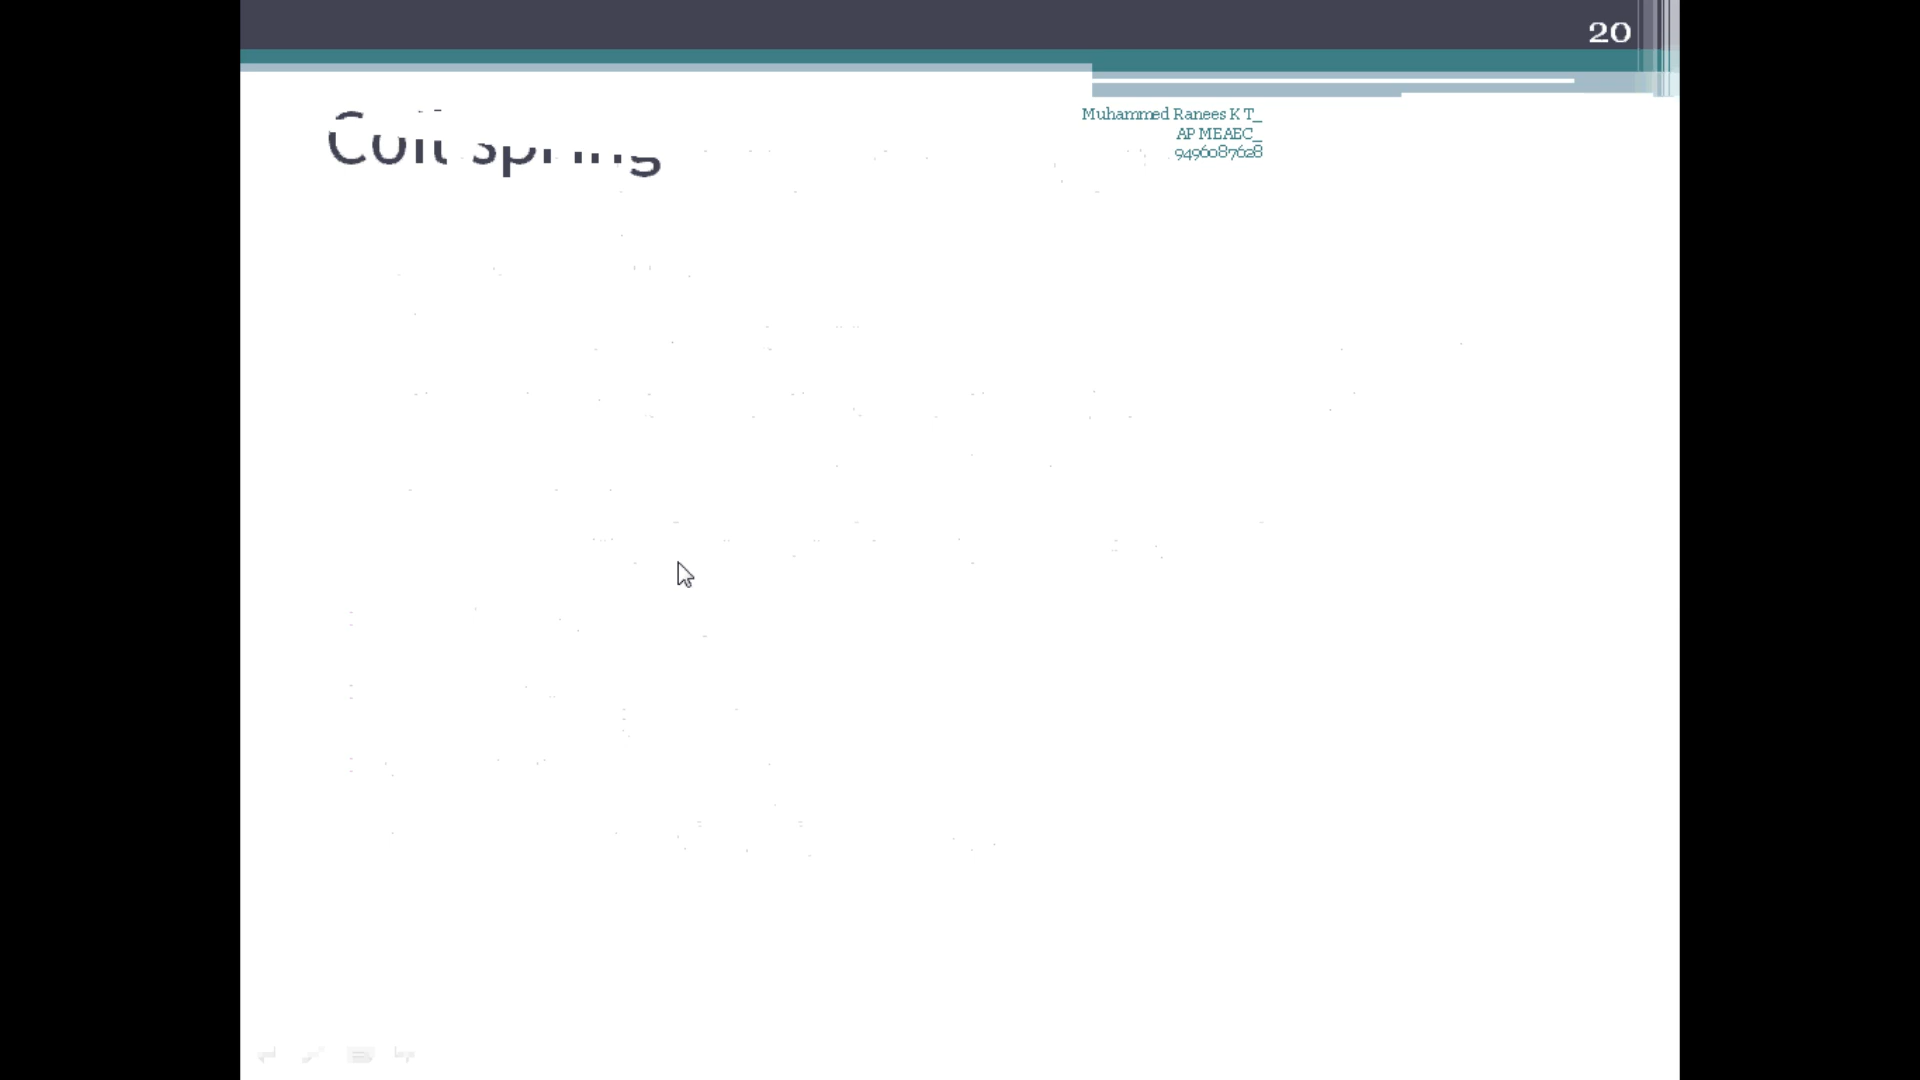 20
Coil spring
Muhammed Ranees K T_
AP MEAEC_
9496087628